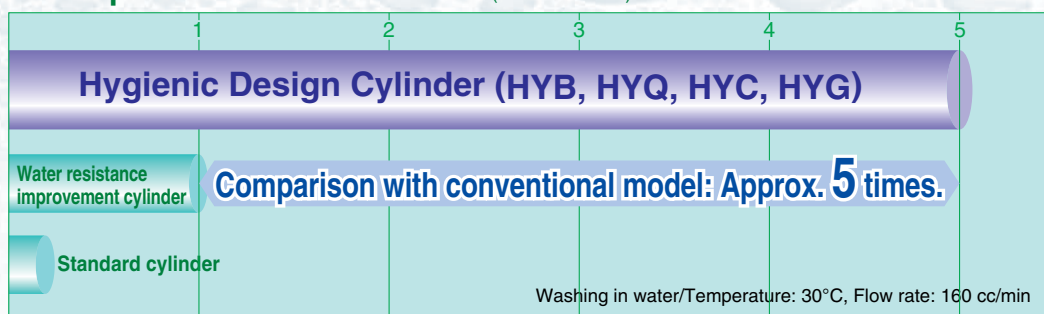 1 2 3 4 5
Hygienic Design Cylinder (HYB, HYQ, HYC, HYG)
Water resistance
improvement cylinder
Comparison with conventional model: Approx. 5 times.
Standard cylinder
Washing in water/Temperature: 30°C, Flow rate: 160 cc/min